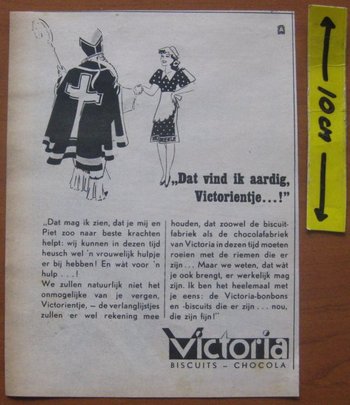 10cm
„Dat vind ik aardig,
Victorientje...!"
„Dat mag ik zien, dat je mij en
Piet zoo naar beste krachten
helpt: wij kunnen in dezen tijd
heusch wel 'n vrouwelijk hulpje
er bij hebben! En wàt voor 'n
hulp...!
We zullen natuurlijk niet het
onmogelijke van je vergen,
Victorientje, — de verlanglijstjes
zullen er wel rekening mee
houden, dat zoowel de biscuit-
fabriek als de chocolafabriek
van Victoria in dezen tijd moeten
roeien met de riemen die er
zijn... Maar we weten, dat wàt
je ook brengt, er werkelijk mag
zijn. Ik ben het heelemaal met
je eens: de Victoria-bonbons
en -biscuits die er zijn... nou,
die zijn fijn!"
Victoria
BISCUITS - CHOCOLA